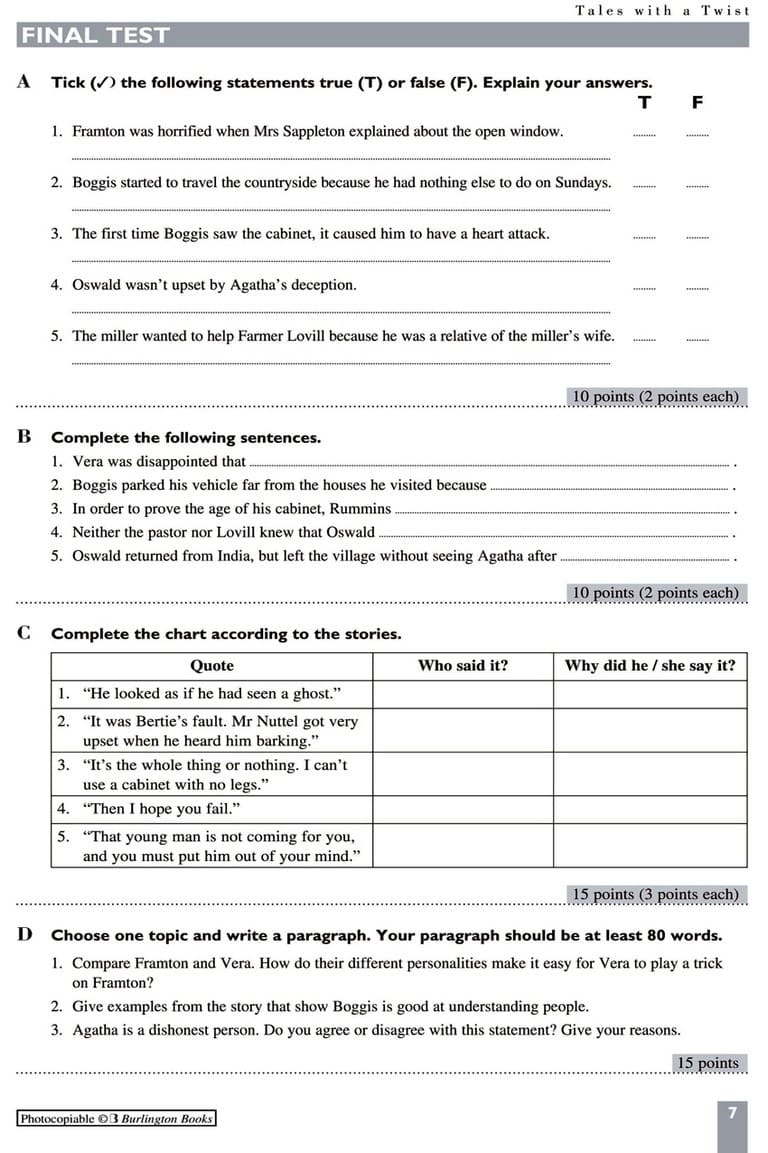 Tales with a Twist
FINAL TEST
A Tick (✓) the following statements true (T) or false (F). Explain your answers.
T F
1. Framton was horrified when Mrs Sappleton explained about the open window.
2. Boggis started to travel the countryside because he had nothing else to do on Sundays.
3. The first time Boggis saw the cabinet, it caused him to have a heart attack.
4. Oswald wasn't upset by Agatha's deception.
5. The miller wanted to help Farmer Lovill because he was a relative of the miller's wife.
10 points (2 points each)
B Complete the following sentences.
1. Vera was disappointed that .
2. Boggis parked his vehicle far from the houses he visited because .
3. In order to prove the age of his cabinet, Rummins .
4. Neither the pastor nor Lovill knew that Oswald .
5. Oswald returned from India, but left the village without seeing Agatha after .
10 points (2 points each)
C Complete the chart according to the stories.
Quote Who said it? Why did he / she say it?
1. "He looked as if he had seen a ghost."
2. "It was Bertie's fault. Mr Nuttel got very
upset when he heard him barking."
3. "It's the whole thing or nothing. I can't
use a cabinet with no legs."
4. "Then I hope you fail."
5. "That young man is not coming for you,
and you must put him out of your mind."
15 points (3 points each)
D Choose one topic and write a paragraph. Your paragraph should be at least 80 words.
1. Compare Framton and Vera. How do their different personalities make it easy for Vera to play a trick
on Framton?
2. Give examples from the story that show Boggis is good at understanding people.
3. Agatha is a dishonest person. Do you agree or disagree with this statement? Give your reasons.
15 points
Photocopiable © Burlington Books
7